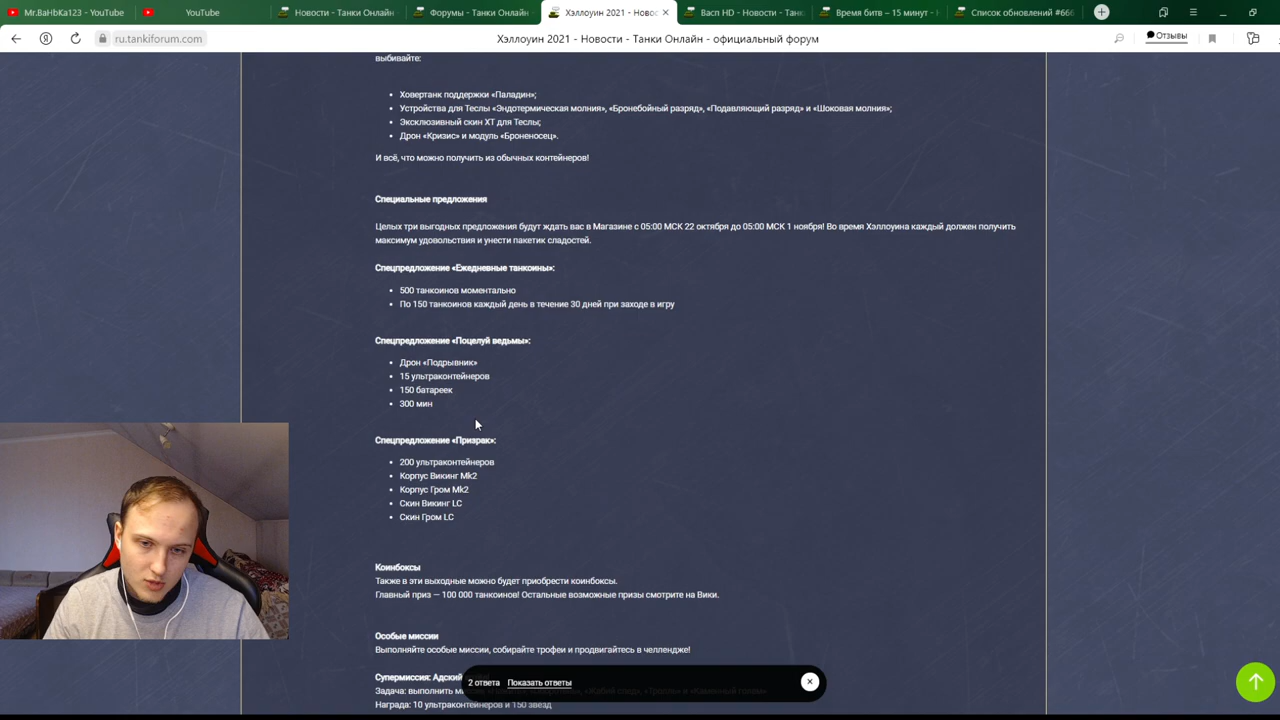 Mr.BaHbKa123 - YouTube
YouTube
Новости - Танки Онлайн
Форумы - Танки Онлайн
Хэллоуин 2021 - Новос
Васп HD - Новости - Танк
Время битв – 15 минут -
Список обновлений #666
ru.tankiforum.com
Хэллоуин 2021 - Новости - Танки Онлайн - официальный форум
Отзывы
выбивайте:
Ховертанк поддержки «Паладин»;
Устройства для Теслы «Эндотермическая молния», «Бронебойный разряд», «Подавляющий разряд» и «Шоковая молния»;
Эксклюзивный скин XT для Теслы;
Дрон «Кризис» и модуль «Броненосец».
И всё, что можно получить из обычных контейнеров!
Специальные предложения
Целых три выгодных предложения будут ждать вас в Магазине с 05:00 МСК 22 октября до 05:00 МСК 1 ноября! Во время Хэллоуина каждый должен получить
максимум удовольствия и унести пакетик сладостей.
Спецпредложение «Ежедневные танкоины»:
500 танкоинов моментально
По 150 танкоинов каждый день в течение 30 дней при заходе в игру
Спецпредложение «Поцелуй ведьмы»:
Дрон «Подрывник»
15 ультраконтейнеров
150 батареек
300 мин
Спецпредложение «Призрак»:
200 ультраконтейнеров
Корпус Викинг Mk2
Корпус Гром Mk2
Скин Викинг LC
Скин Гром LC
Коинбоксы
Также в эти выходные можно будет приобрести коинбоксы.
Главный приз — 100 000 танкоинов! Остальные возможные призы смотрите на Вики.
Особые миссии
Выполняйте особые миссии, собирайте трофеи и продвигайтесь в челлендже!
Супермиссия: Адский
2 ответа Показать ответы
Задача: выполнить
Награда: 10 ультраконтейнеров и 150 звёзд